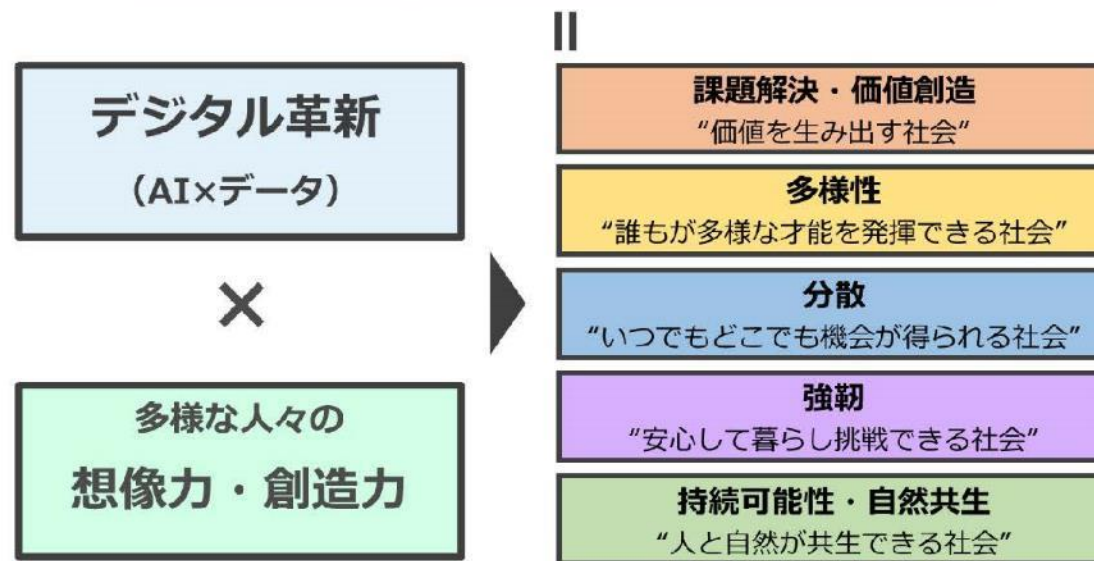 デジタル革新
（AI×データ）
×
多様な人々の
想像力・創造力
=
課題解決・価値創造
“価値を生み出す社会”
多様性
“誰もが多様な才能を発揮できる社会”
分散
“いつでもどこでも機会が得られる社会”
強靭
“安心して暮らし挑戦できる社会”
持続可能性・自然共生
“人と自然が共生できる社会”